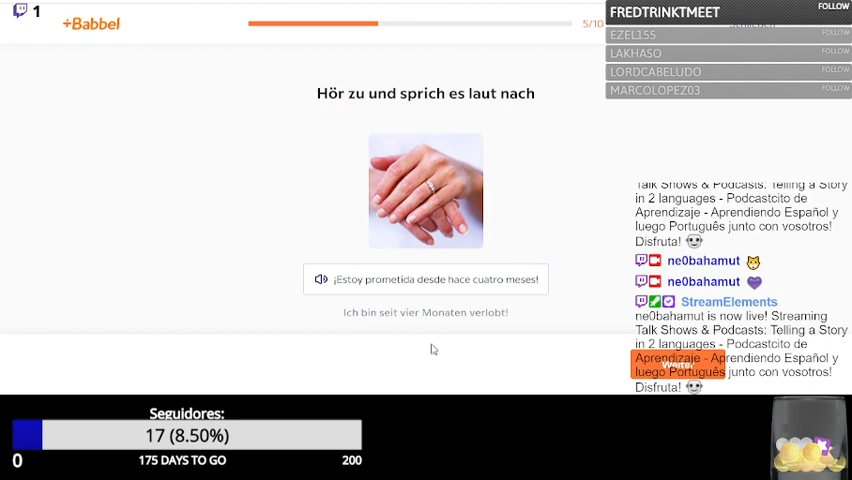 1
+Babbel
5/10
FREDTRINKTMEET
FOLLOW
EZEL155
FOLLOW
LAKHASO
FOLLOW
LORDCABELUDO
FOLLOW
MARCOLOPEZ03
FOLLOW
Hör zu und sprich es laut nach
¡Estoy prometida desde hace cuatro meses!
Ich bin seit vier Monaten verlobt!
Talk Shows & Podcasts: Telling a Story
in 2 languages - Podcastcito de
Aprendizaje - Aprendiendo Español y
luego Português junto con vosotros!
Disfruta!
ne0bahamut
ne0bahamut
StreamElements
ne0bahamut is now live! Streaming
Talk Shows & Podcasts: Telling a Story
in 2 languages - Podcastcito de
Aprendizaje - Aprendiendo Español y
luego Português junto con vosotros!
Disfruta!
Weiter
Seguidores:
17 (8.50%)
0
175 DAYS TO GO
200